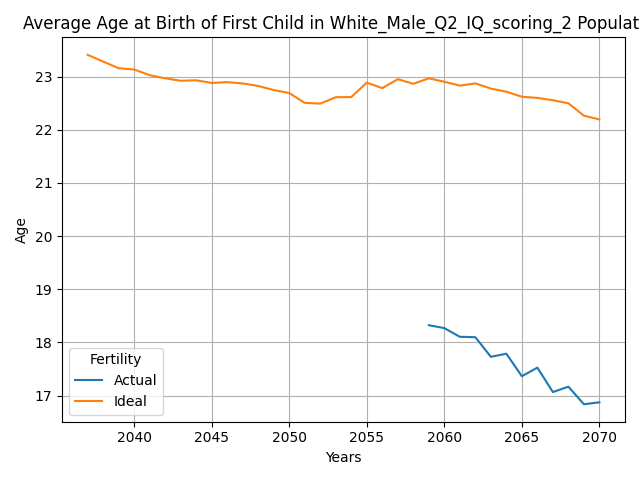 Average Age at Birth of First Child in White_Male_Q2_IQ_scoring_2 Populat
Age
23
22
21
20
19
18
17
Fertility
Actual
Ideal
2040 2045 2050 2055 2060 2065 2070
Years